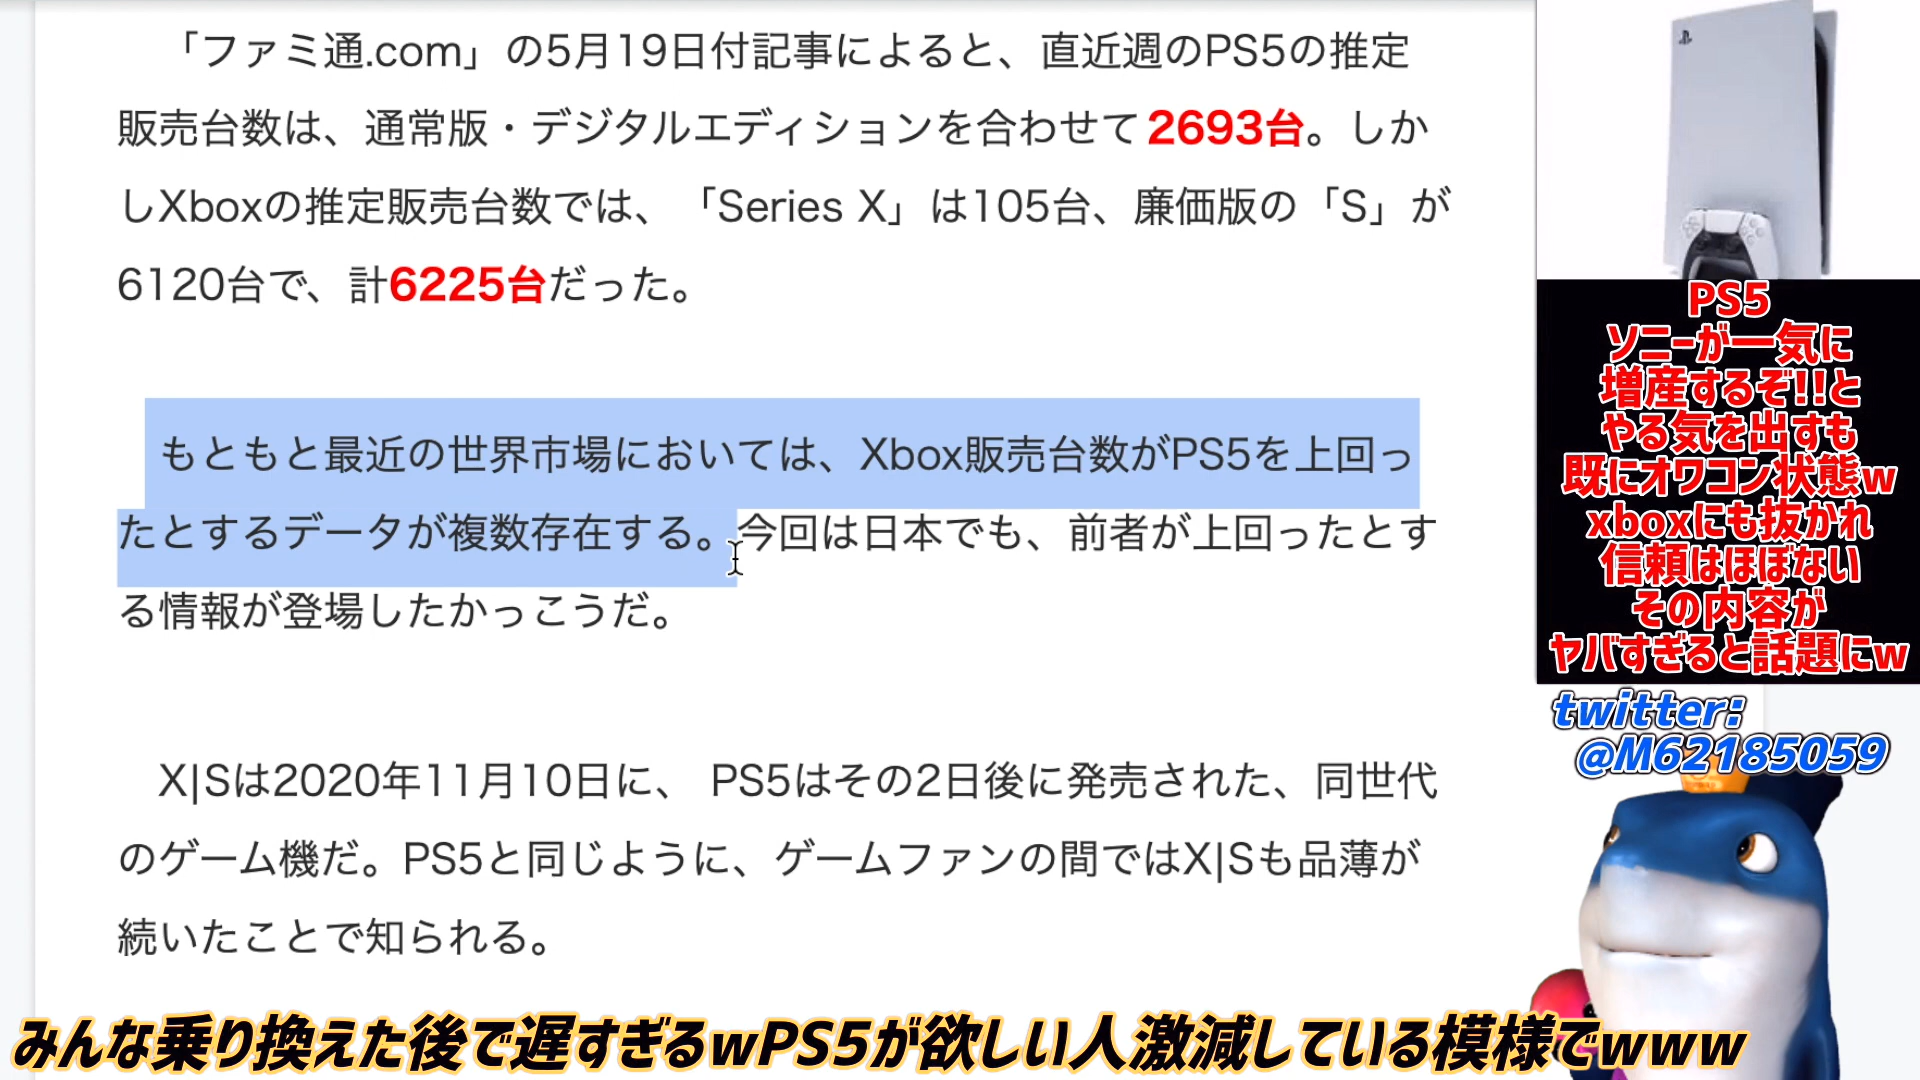 「ファミ通.com」の5月19日付記事によると、直近週のPS5の推定
販売台数は、通常版・デジタルエディションを合わせて2693台。しか
しXboxの推定販売台数では、「Series X」は105台、廉価版の「S」が
6120台で、計6225台だった。
もともと最近の世界市場においては、Xbox販売台数がPS5を上回っ
たとするデータが複数存在する。今回は日本でも、前者が上回ったとす
る情報が登場したかっこうだ。
X|Sは2020年11月10日に、 PS5はその2日後に発売された、同世代
のゲーム機だ。PS5と同じように、ゲームファンの間ではX|Sも品薄が
続いたことで知られる。
PS5
ソニーが一気に
増産するぞ!!と
やる気を出すも
既にオワコン状態w
xboxにも抜かれ
信頼はほぼない
その内容が
ヤバすぎると話題にw
twitter:
@M62185059
みんな乗り換えた後で遅すぎるwPS5が欲しい人激減している模様でwww